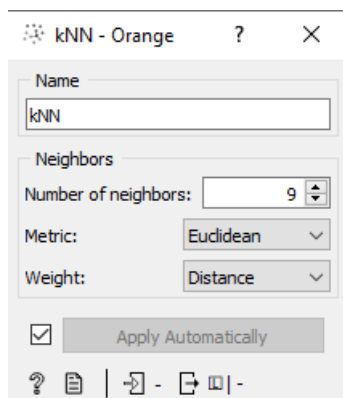 kNN - Orange ? ×
Name
kNN
Neighbors
Number of neighbors: 9
Metric: Euclidean
Weight: Distance
Apply Automatically
? | - | -